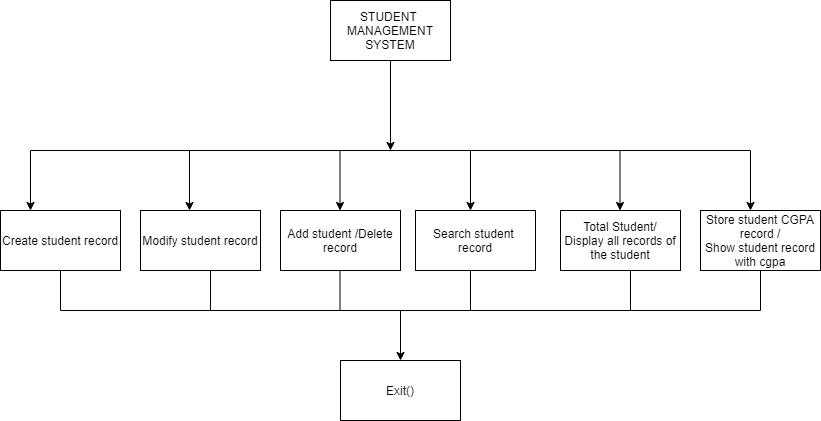 STUDENT
MANAGEMENT
SYSTEM
Create student record
Modify student record
Add student /Delete
record
Search student
record
Total Student/
Display all records of
the student
Store student CGPA
record /
Show student record
with cgpa
Exit()